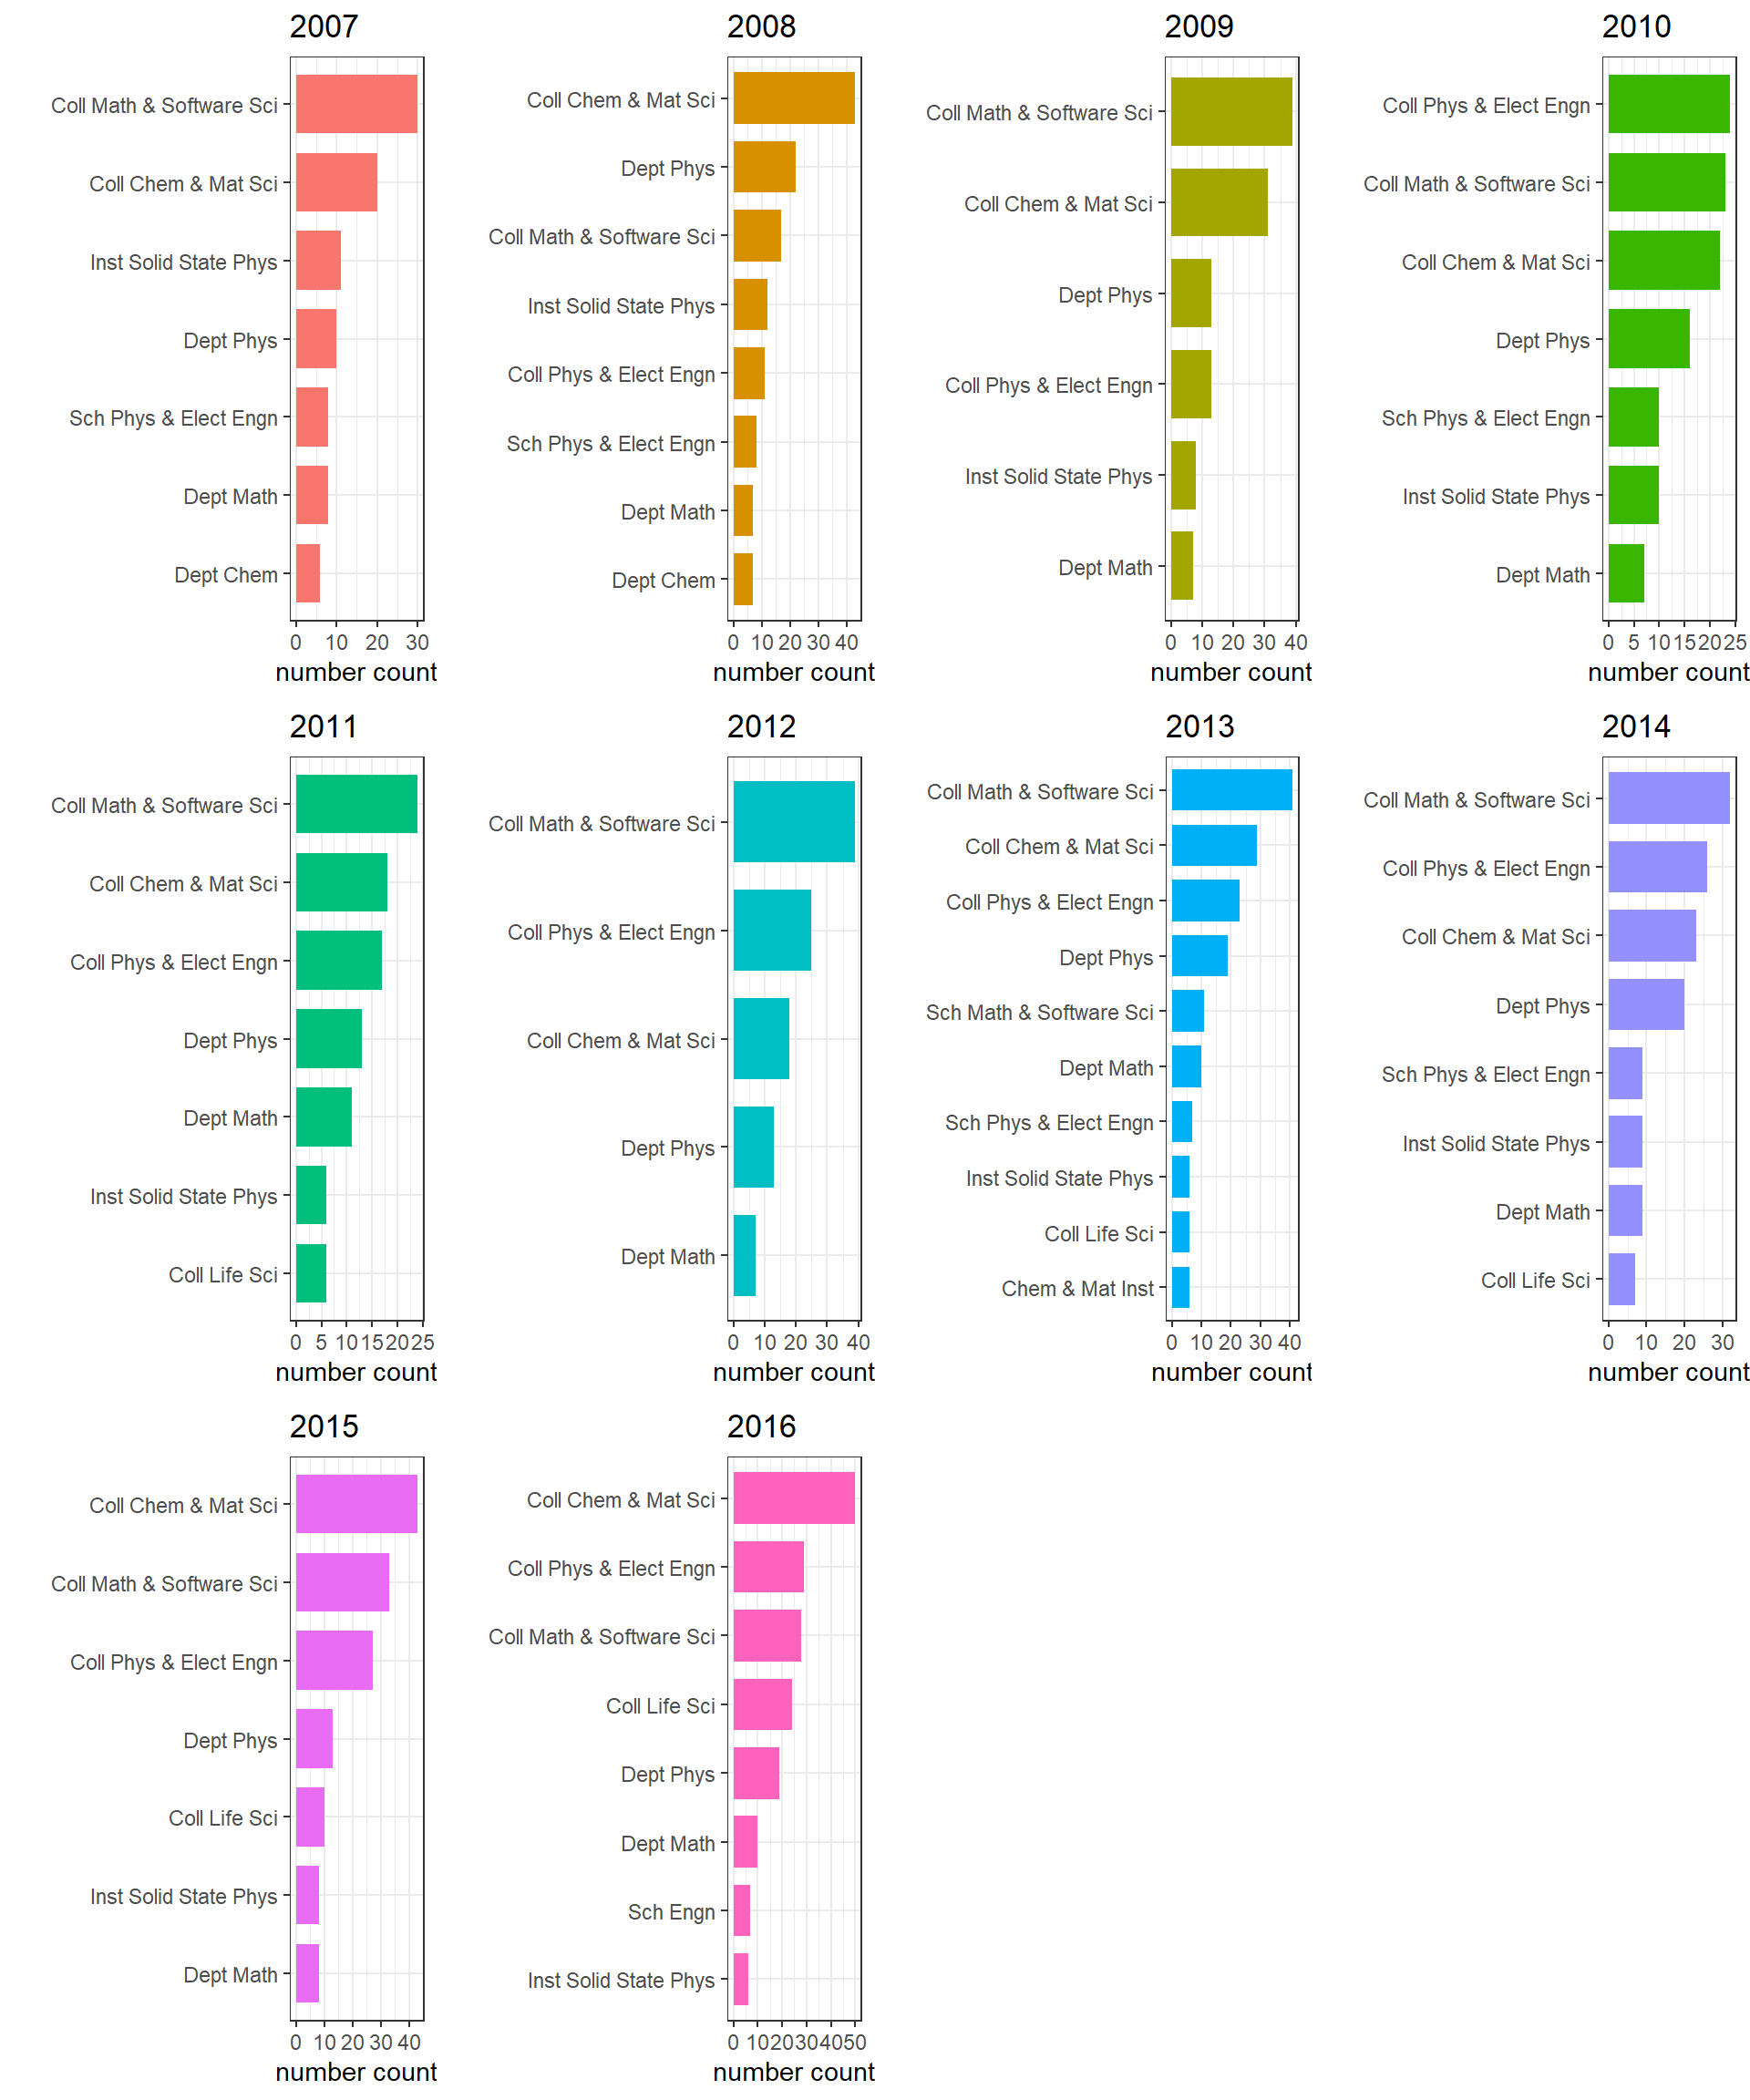 2007
Coll Math & Software Sci
Coll Chem & Mat Sci
Inst Solid State Phys
Dept Phys
Sch Phys & Elect Engn
Dept Math
Dept Chem
0 10 20 30
number count
2008
Coll Chem & Mat Sci
Dept Phys
Coll Math & Software Sci
Inst Solid State Phys
Coll Phys & Elect Engn
Sch Phys & Elect Engn
Dept Math
Dept Chem
0 10 20 30 40
number count
2009
Coll Math & Software Sci
Coll Chem & Mat Sci
Dept Phys
Coll Phys & Elect Engn
Inst Solid State Phys
Dept Math
0 10 20 30 40
number count
2010
Coll Phys & Elect Engn
Coll Math & Software Sci
Coll Chem & Mat Sci
Dept Phys
Sch Phys & Elect Engn
Inst Solid State Phys
Dept Math
0 5 10 15 20 25
number count
2011
Coll Math & Software Sci
Coll Chem & Mat Sci
Coll Phys & Elect Engn
Dept Phys
Dept Math
Inst Solid State Phys
Coll Life Sci
0 5 10 15 20 25
number count
2012
Coll Math & Software Sci
Coll Phys & Elect Engn
Coll Chem & Mat Sci
Dept Phys
Dept Math
0 10 20 30 40
number count
2013
Coll Math & Software Sci
Coll Chem & Mat Sci
Coll Phys & Elect Engn
Dept Phys
Sch Math & Software Sci
Dept Math
Sch Phys & Elect Engn
Inst Solid State Phys
Coll Life Sci
Chem & Mat Inst
0 10 20 30 40
number count
2014
Coll Math & Software Sci
Coll Phys & Elect Engn
Coll Chem & Mat Sci
Dept Phys
Sch Phys & Elect Engn
Inst Solid State Phys
Dept Math
Coll Life Sci
0 10 20 30
number count
2015
Coll Chem & Mat Sci
Coll Math & Software Sci
Coll Phys & Elect Engn
Dept Phys
Coll Life Sci
Inst Solid State Phys
Dept Math
0 10 20 30 40
number count
2016
Coll Chem & Mat Sci
Coll Phys & Elect Engn
Coll Math & Software Sci
Coll Life Sci
Dept Phys
Dept Math
Sch Engn
Inst Solid State Phys
0 10 20 30 40 50
number count